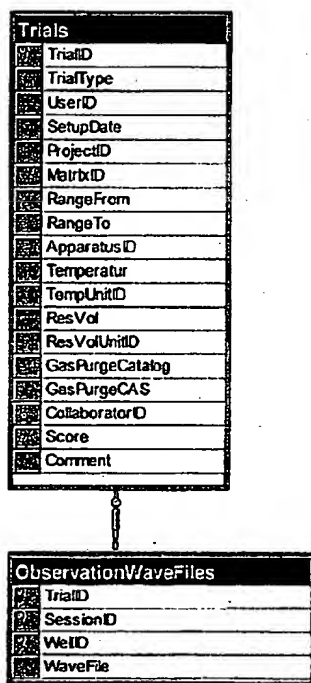 Trials
TrialID
TrialType
UserID
SetupDate
ProjectID
MatrixID
RangeFrom
RangeTo
ApparatusID
Temperatur
TempUnitID
ResVol
ResVolUnitID
GasPurgeCatalog
GasPurgeCAS
CollaboratorID
Score
Comment
ObservationWaveFiles
TrialID
SessionID
WellID
WaveFile